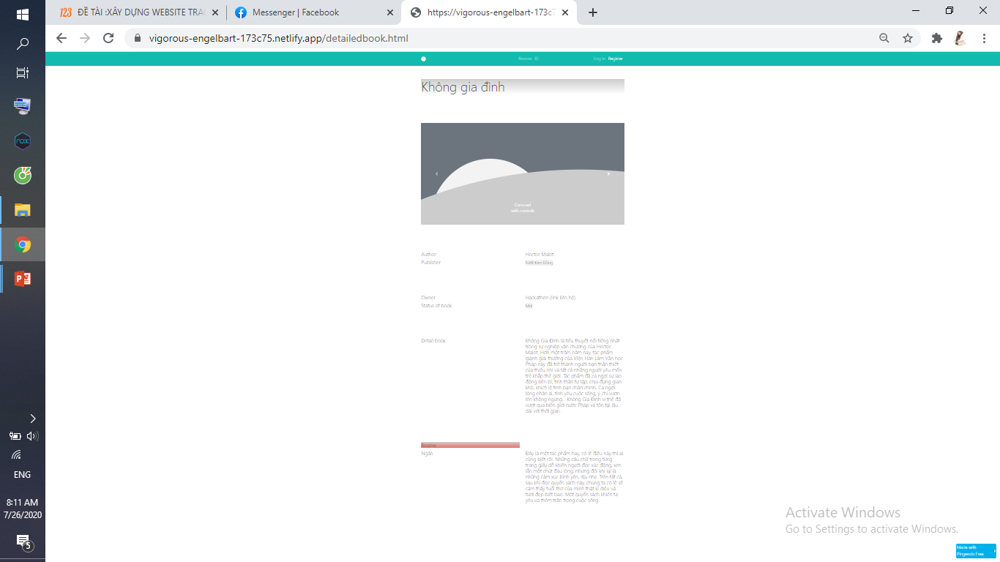 123
ĐỀ TÀI :XÂY DỰNG WEBSITE TRA
Messenger | Facebook
https://vigorous-engelbart-173c7
vigorous-engelbart-173c75.netlify.app/detailedbook.html
Borrow ID
Log in Register
Không gia đình
Carousel
with controls
Author Hector Malot
Publisher NXB Kim Đồng
Owner Hackathon (link liên hệ)
Status of book Mới
Detail book
Không Gia Đình là tiểu thuyết nổi tiếng nhất
trong sự nghiệp văn chương của Hector
Malot. Hơn một trăm năm nay, tác phẩm
giành giải thưởng của Viện Hàn Lâm Văn học
Pháp này đã trở thành người bạn thân thiết
của thiếu nhi và tất cả những người yêu mến
trẻ khắp thế giới. Tác phẩm đã ca ngợi sự lao
động bền bỉ, tinh thần tự lập, chịu đựng gian
khó, khích lệ tình bạn chân chính. Ca ngợi
lòng nhân ái, tình yêu cuộc sống, ý chí vươn
lên không ngừng... Không Gia Đình vì thế đã
vượt qua biên giới nước Pháp và tồn tại lâu
dài với thời gian.
Review
Ngân
Đây là một tác phẩm hay, có lẽ điều này thì ai
cũng biết rồi. Những câu chữ trong từng
trang giấy dễ khiến người đọc xúc động, xen
lẫn một chút đau lòng, nhưng đôi khi lại là
những cảm xúc bình yên, dịu nhẹ. Trên tất cả,
sau khi đọc quyển sách này, chúng ta có lẽ sẽ
cảm thấy tuổi thơ của mình thật kì diệu và
tươi đẹp biết bao. Một quyển sách khiến ta
yêu và thêm trân trọng cuộc sống.
Activate Windows
Go to Settings to activate Windows.
Made with
Pingendo Free
nox
P
ENG
8:11 AM
7/26/2020
5